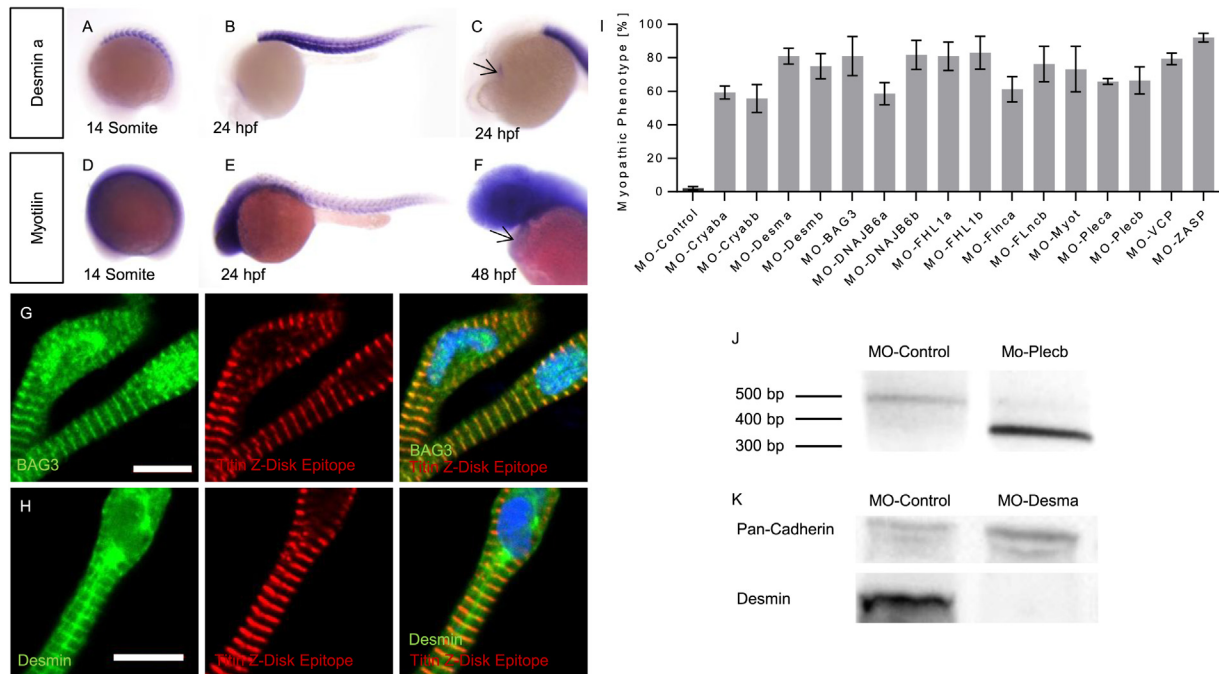 Desmin a
A
14 Somite
B
24 hpf
C
24 hpf
Myotilin
D
14 Somite
E
24 hpf
F
48 hpf
G
BAG3
Titin Z-Disk Epitope
BAG3
Titin Z-Disk Epitope
H
Desmin
Titin Z-Disk Epitope
Desmin
Titin Z-Disk Epitope
I
Myopathic Phenotype [%]
100
80
60
40
20
0
MO-Control
MO-Cryaba
MO-Cryabb
MO-Desma
MO-Desmb
MO-BAG3
MO-DNAJB6a
MO-DNAJB6b
MO-FHL1a
MO-FHL1b
MO-Flnca
MO-FLncb
MO-Myot
MO-Pleca
MO-Plecb
MO-VCP
MO-ZASP
J
MO-Control
Mo-Plecb
500 bp
400 bp
300 bp
K
MO-Control
MO-Desma
Pan-Cadherin
Desmin